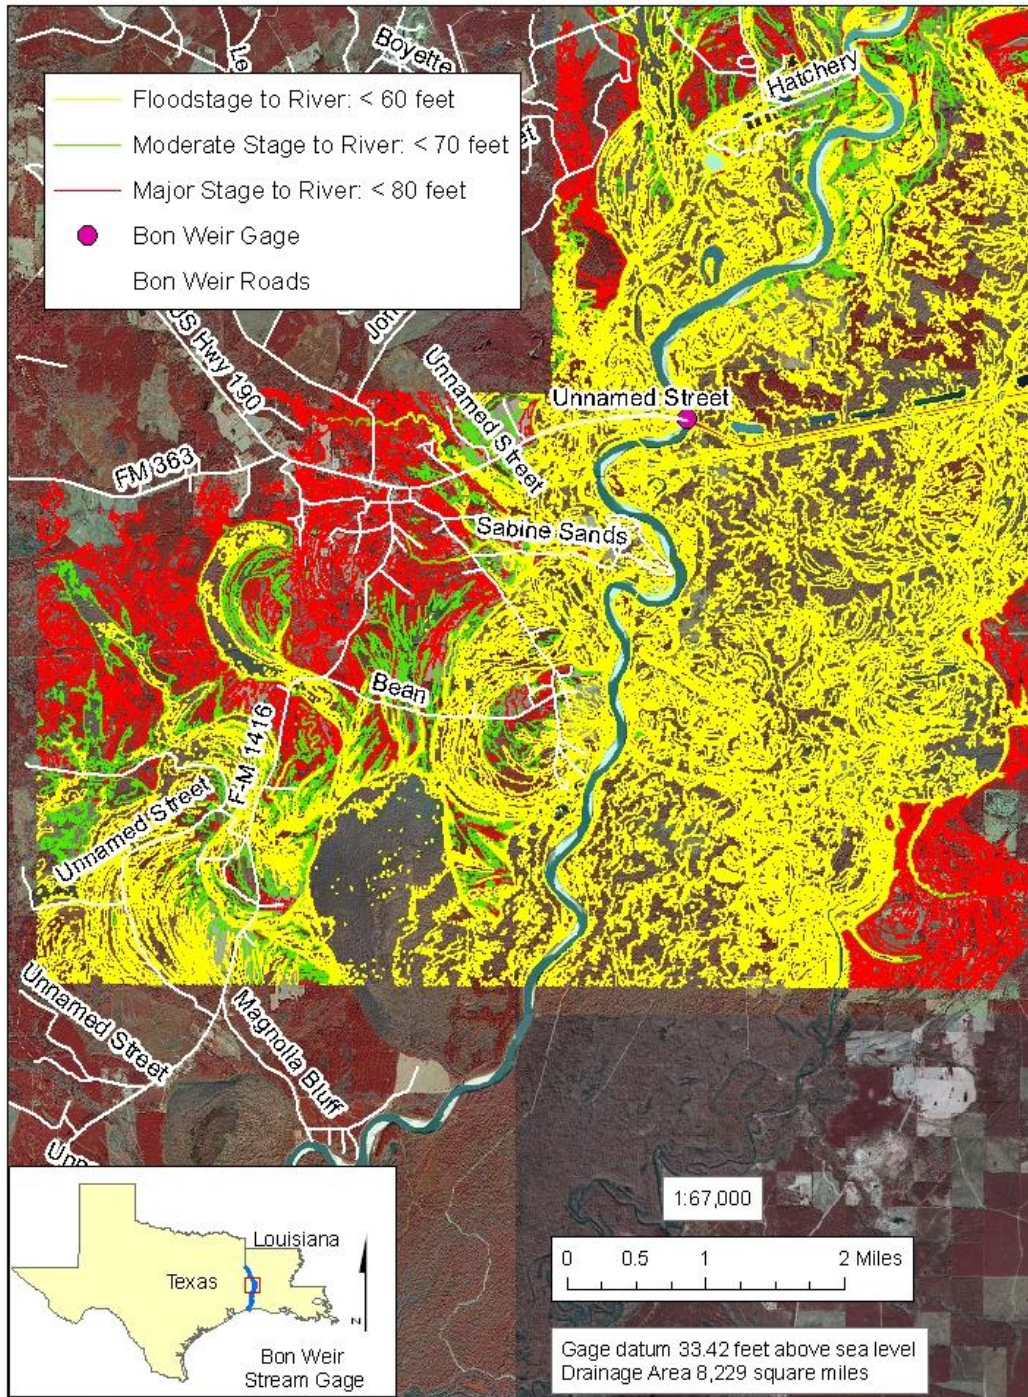 Le
Boyette
Hatchery
Floodstage to River: < 60 feet
Moderate Stage to River: < 70 feet
Major Stage to River: < 80 feet
Bon Weir Gage
Bon Weir Roads
US Hwy 190
Jon
Unnamed Street
Unnamed Street
FM 363
Sabine Sands
Bean
F-M 1416
Unnamed Street
Unnamed Street
Magnolia Bluff
Unn
1:67,000
0 0.5 1 2 Miles
Louisiana
Texas
N
Bon Weir
Stream Gage
Gage datum 33.42 feet above sea level
Drainage Area 8,229 square miles